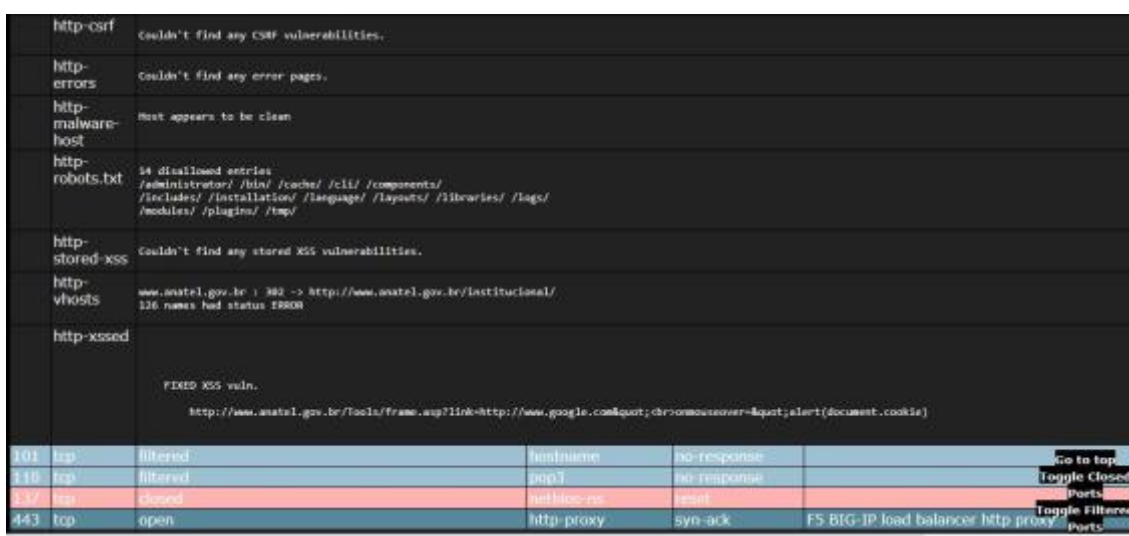 http-csrf
Couldn't find any CSRF vulnerabilities.
http-
errors
Couldn't find any error pages.
http-
malware-
host
Host appears to be clean
http-
robots.txt
14 disallowed entries
/administrator/ /bin/ /cache/ /cli/ /components/
/includes/ /installation/ /language/ /layouts/ /libraries/ /logs/
/modules/ /plugins/ /tmp/
http-
stored-xss
Couldn't find any stored XSS vulnerabilities.
http-
vhosts
www.anatel.gov.br : 302 -> http://www.anatel.gov.br/institucional/
126 names had status ERROR
http-xssed
FIXED XSS vuln.
http://www.anatel.gov.br/Tools/frame.asp?link=http://www.google.com&quot;<br>onmouseover=&quot;alert(document.cookie)
101 tcp filtered hostname no-response
Go to top
110 tcp filtered pop3 no-response
Toggle Closed
Ports
137 tcp closed netbios-ns reset
Toggle Filtered
Ports
443 tcp open http-proxy syn-ack F5 BIG-IP load balancer http proxy